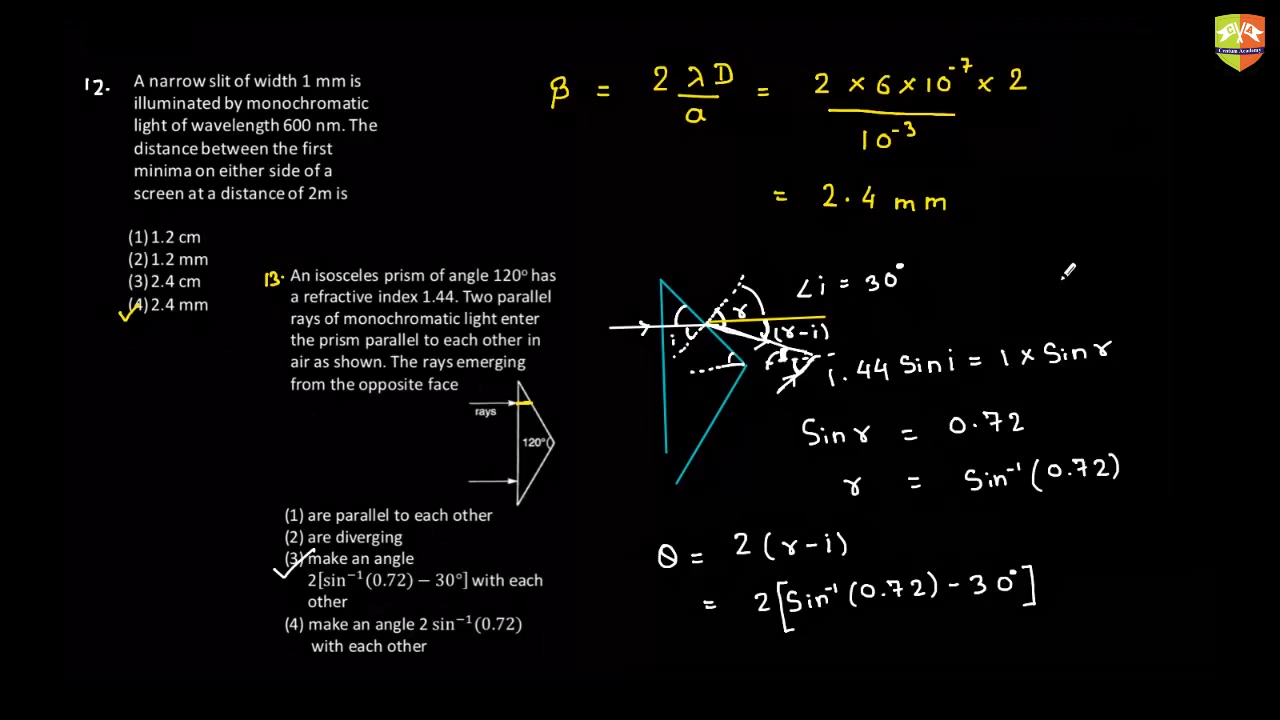 12. A narrow slit of width 1 mm is
illuminated by monochromatic
light of wavelength 600 nm. The
distance between the first
minima on either side of a
screen at a distance of 2m is
(1) 1.2 cm
(2) 1.2 mm
(3) 2.4 cm
(4) 2.4 mm
β = 2 λ D / a = 2 × 6 × 10⁻⁷ × 2 / 10⁻³
= 2.4 mm
13. An isosceles prism of angle 120° has
a refractive index 1.44. Two parallel
rays of monochromatic light enter
the prism parallel to each other in
air as shown. The rays emerging
from the opposite face
rays
120°
(1) are parallel to each other
(2) are diverging
(3) make an angle
2[sin⁻¹(0.72) − 30°] with each
other
(4) make an angle 2 sin⁻¹(0.72)
with each other
i
r
(r-i)
∠i = 30°
1.44 Sin i = 1 × Sin r
Sin r = 0.72
r = Sin⁻¹ (0.72)
θ = 2 (r-i)
= 2 [Sin⁻¹ (0.72) - 30°]
Centum Academy